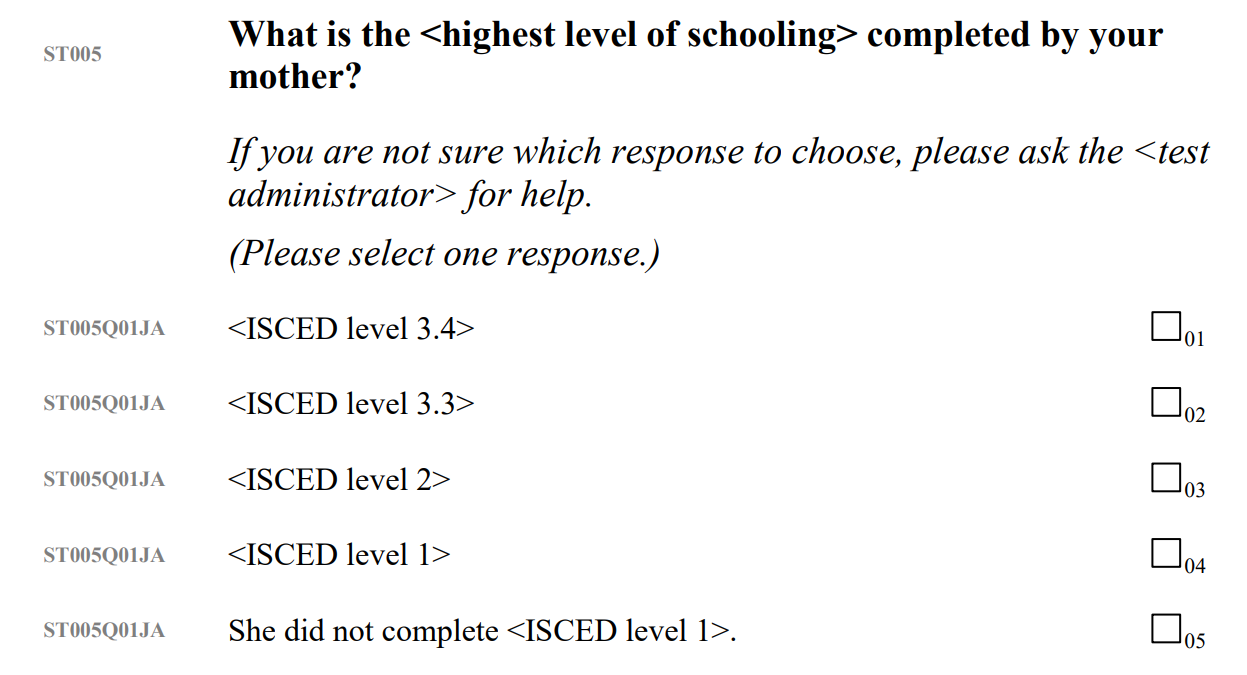 ST005
What is the <highest level of schooling> completed by your
mother?
If you are not sure which response to choose, please ask the <test
administrator> for help.
(Please select one response.)
ST005Q01JA <ISCED level 3.4> 01
ST005Q01JA <ISCED level 3.3> 02
ST005Q01JA <ISCED level 2> 03
ST005Q01JA <ISCED level 1> 04
ST005Q01JA She did not complete <ISCED level 1>. 05